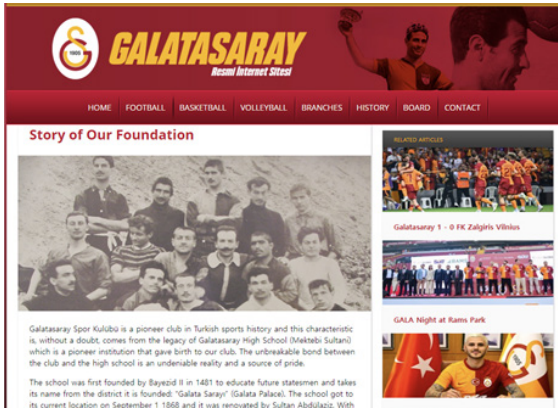 GALATASARAY
Resmi İnternet Sitesi
HOME FOOTBALL BASKETBALL VOLLEYBALL BRANCHES HISTORY BOARD CONTACT
Story of Our Foundation
Galatasaray Spor Kulübü is a pioneer club in Turkish sports history and this characteristic
is, without a doubt, comes from the legacy of Galatasaray High School (Mektebi Sultani)
which is a pioneer institution that gave birth to our club. The unbreakable bond between
the club and the high school is an undeniable reality and a source of pride.
The school was first founded by Bayezid II in 1481 to educate future statesmen and takes
its name from the district it is founded: "Galata Sarayı" (Galata Palace). The school got to
its current location on September 1 1868 and it was renovated by Sultan Abdülaziz. With
RELATED ARTICLES
Galatasaray 1 - 0 FK Zalgiris Vilnius
GALA Night at Rams Park